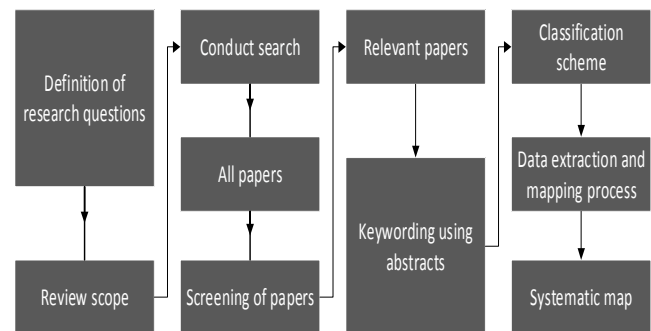 Definition of
research questions
Review scope
Conduct search
All papers
Screening of papers
Relevant papers
Keywording using
abstracts
Classification
scheme
Data extraction and
mapping process
Systematic map